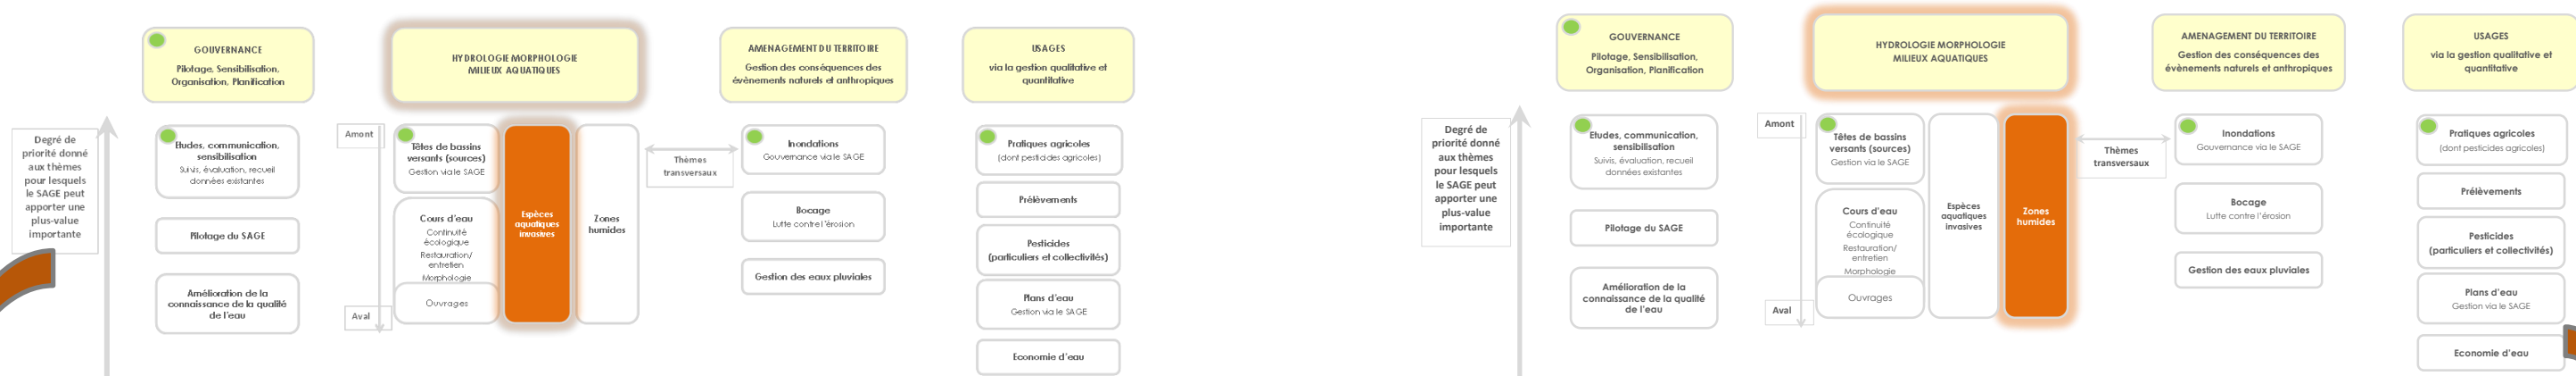 GOUVERNANCE
Pilotage, Sensibilisation,
Organisation, Planification
HYDROLOGIE MORPHOLOGIE
MILIEUX AQUATIQUES
AMENAGEMENT DU TERRITOIRE
Gestion des conséquences des
évènements naturels et anthropiques
USAGES
via la gestion qualitative et
quantitative
Degré de
priorité donné
aux thèmes
pour lesquels
le SAGE peut
apporter une
plus-value
importante
Etudes, communication,
sensibilisation
Suivis, évaluation, recueil
données existantes
Pilotage du SAGE
Amélioration de la
connaissance de la qualité
de l'eau
Amont
Aval
Têtes de bassins
versants (sources)
Gestion via le SAGE
Cours d'eau
Continuité
écologique
Restauration/
entretien
Morphologie
Ouvrages
Espèces
aquatiques
invasives
Zones
humides
Thèmes
transversaux
Inondations
Gouvernance via le SAGE
Bocage
Lutte contre l'érosion
Gestion des eaux pluviales
Pratiques agricoles
(dont pesticides agricoles)
Prélèvements
Pesticides
(particuliers et collectivités)
Plans d'eau
Gestion via le SAGE
Economie d'eau
GOUVERNANCE
Pilotage, Sensibilisation,
Organisation, Planification
HYDROLOGIE MORPHOLOGIE
MILIEUX AQUATIQUES
AMENAGEMENT DU TERRITOIRE
Gestion des conséquences des
évènements naturels et anthropiques
USAGES
via la gestion qualitative et
quantitative
Degré de
priorité donné
aux thèmes
pour lesquels
le SAGE peut
apporter une
plus-value
importante
Etudes, communication,
sensibilisation
Suivis, évaluation, recueil
données existantes
Pilotage du SAGE
Amélioration de la
connaissance de la qualité
de l'eau
Amont
Aval
Têtes de bassins
versants (sources)
Gestion via le SAGE
Cours d'eau
Continuité
écologique
Restauration/
entretien
Morphologie
Ouvrages
Espèces
aquatiques
invasives
Zones
humides
Thèmes
transversaux
Inondations
Gouvernance via le SAGE
Bocage
Lutte contre l'érosion
Gestion des eaux pluviales
Pratiques agricoles
(dont pesticides agricoles)
Prélèvements
Pesticides
(particuliers et collectivités)
Plans d'eau
Gestion via le SAGE
Economie d'eau